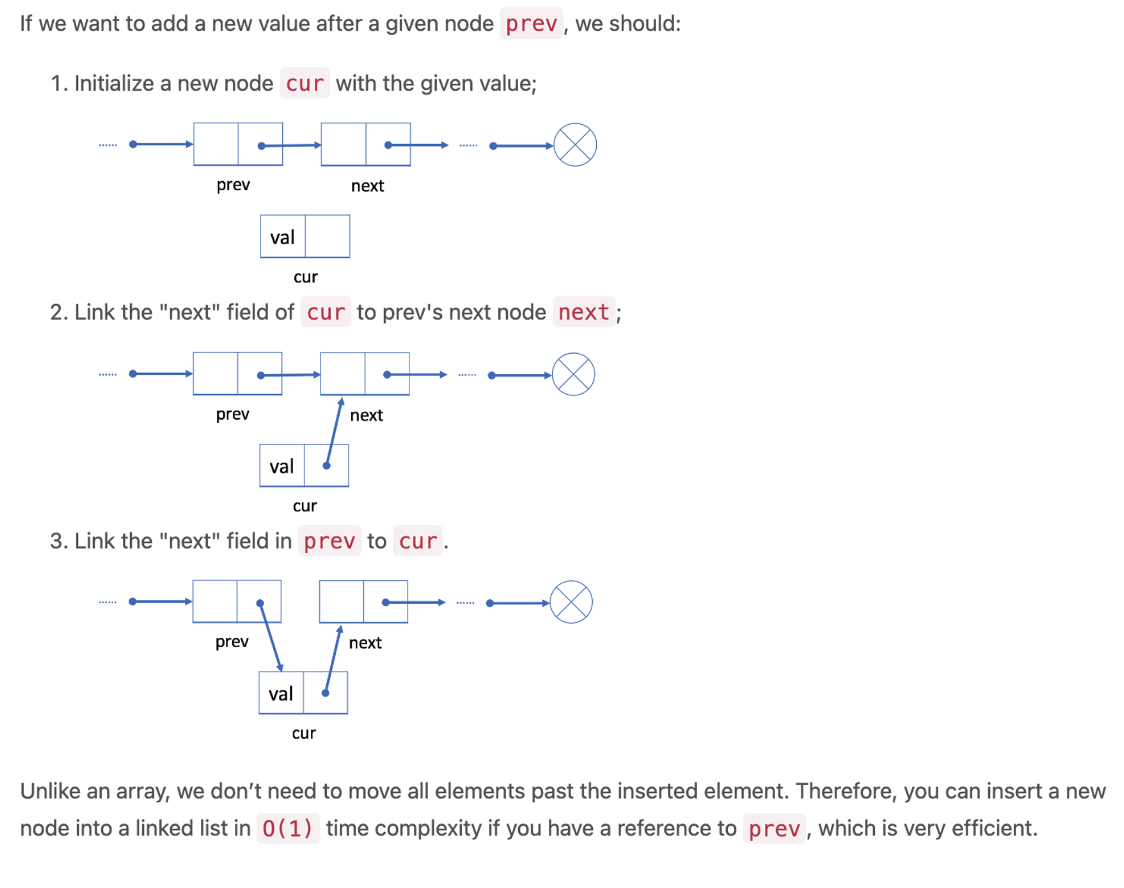 If we want to add a new value after a given node prev, we should:
1. Initialize a new node cur with the given value;
...... ......
prev next
val
cur
2. Link the "next" field of cur to prev's next node next;
...... ......
prev next
val
cur
3. Link the "next" field in prev to cur.
...... ......
prev next
val
cur
Unlike an array, we don’t need to move all elements past the inserted element. Therefore, you can insert a new
node into a linked list in O(1) time complexity if you have a reference to prev, which is very efficient.